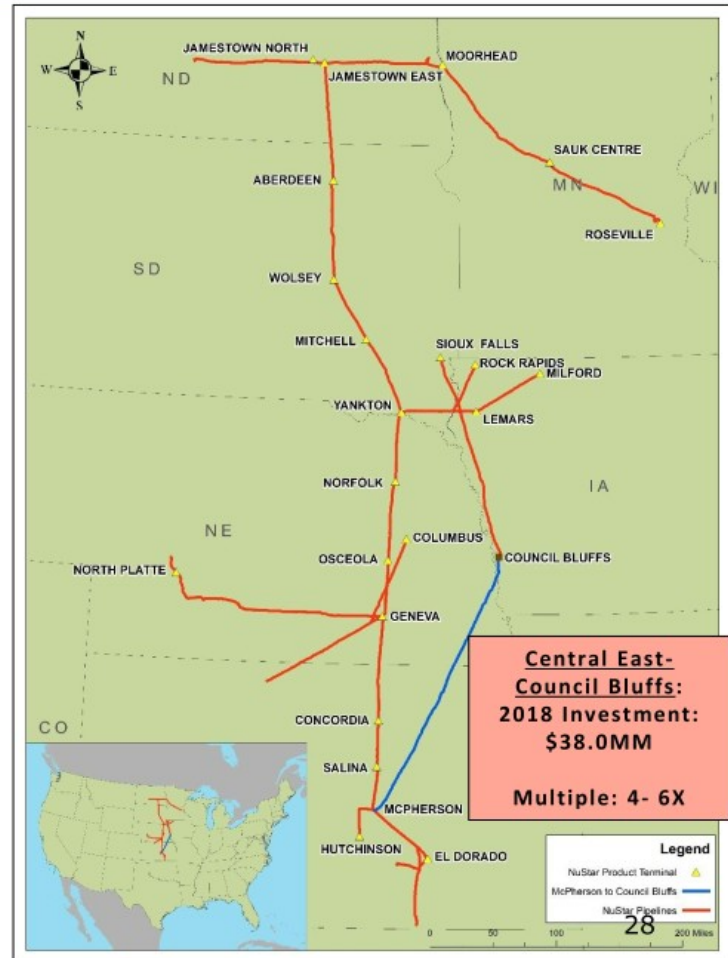 N
W E
S
JAMESTOWN NORTH
MOORHEAD
JAMESTOWN EAST
ND
SAUK CENTRE
MN
WI
ABERDEEN
ROSEVILLE
SD
WOLSEY
MITCHELL
SIOUX FALLS
ROCK RAPIDS
MILFORD
YANKTON
LEMARS
NORFOLK
IA
NE
COLUMBUS
OSCEOLA
COUNCIL BLUFFS
NORTH PLATTE
GENEVA
Central East-
Council Bluffs:
2018 Investment:
$38.0MM
Multiple: 4- 6X
CONCORDIA
CO
SALINA
MCPHERSON
HUTCHINSON
EL DORADO
Legend
NuStar Product Terminal
McPherson to Council Bluffs
NuStar Pipelines
28
0 50 100 200 Miles